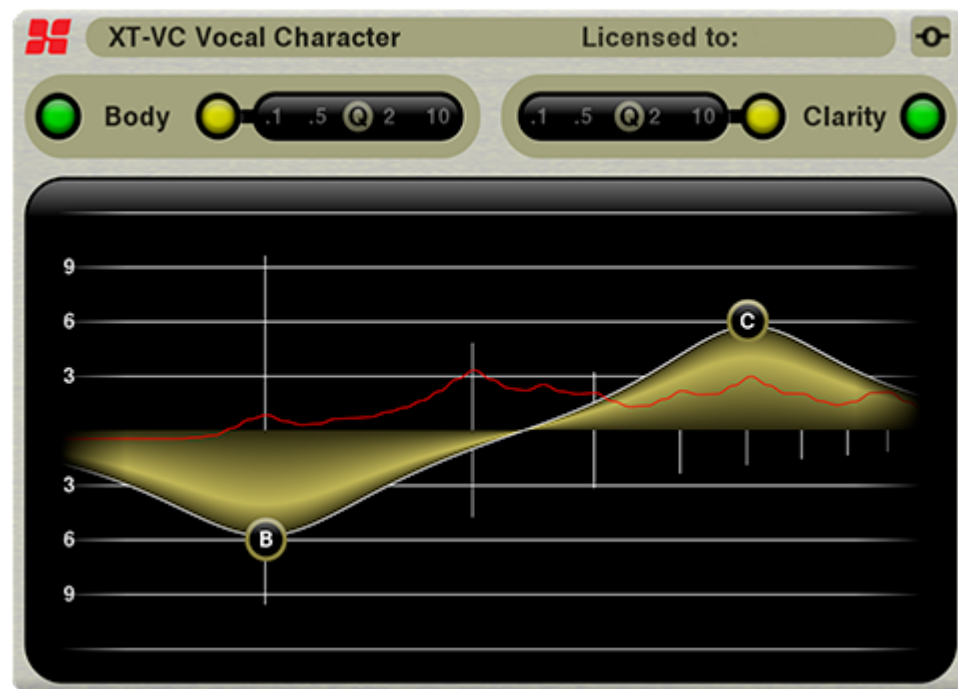 XT-VC Vocal Character Licensed to:
Body .1 .5 Q 2 10 .1 .5 Q 2 10 Clarity
9
6 C
3
3
6 B
9